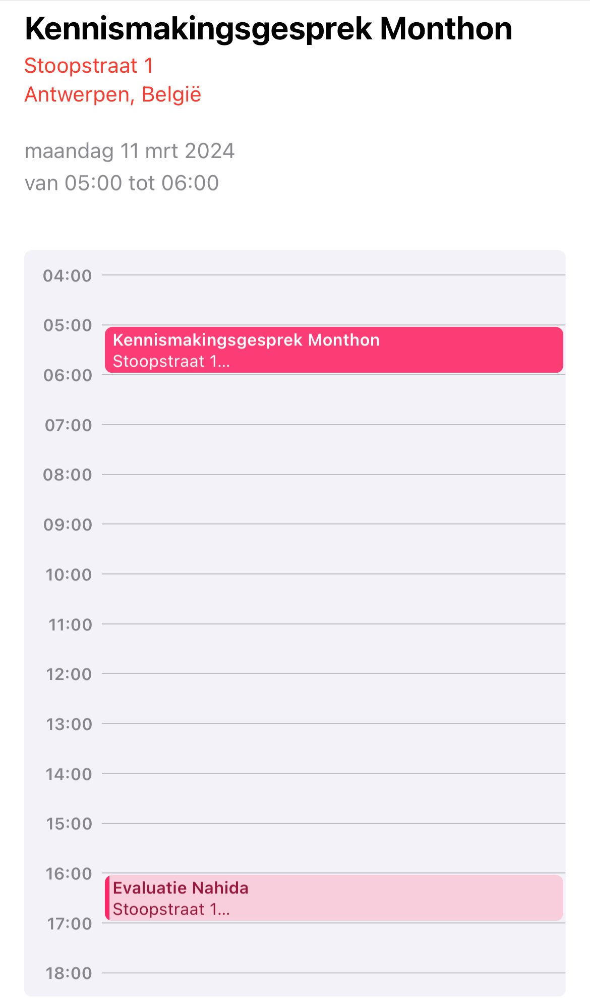 Kennismakingsgesprek Monthon
Stoopstraat 1
Antwerpen, België
maandag 11 mrt 2024
van 05:00 tot 06:00
04:00
05:00
Kennismakingsgesprek Monthon
Stoopstraat 1...
06:00
07:00
08:00
09:00
10:00
11:00
12:00
13:00
14:00
15:00
16:00
Evaluatie Nahida
Stoopstraat 1...
17:00
18:00